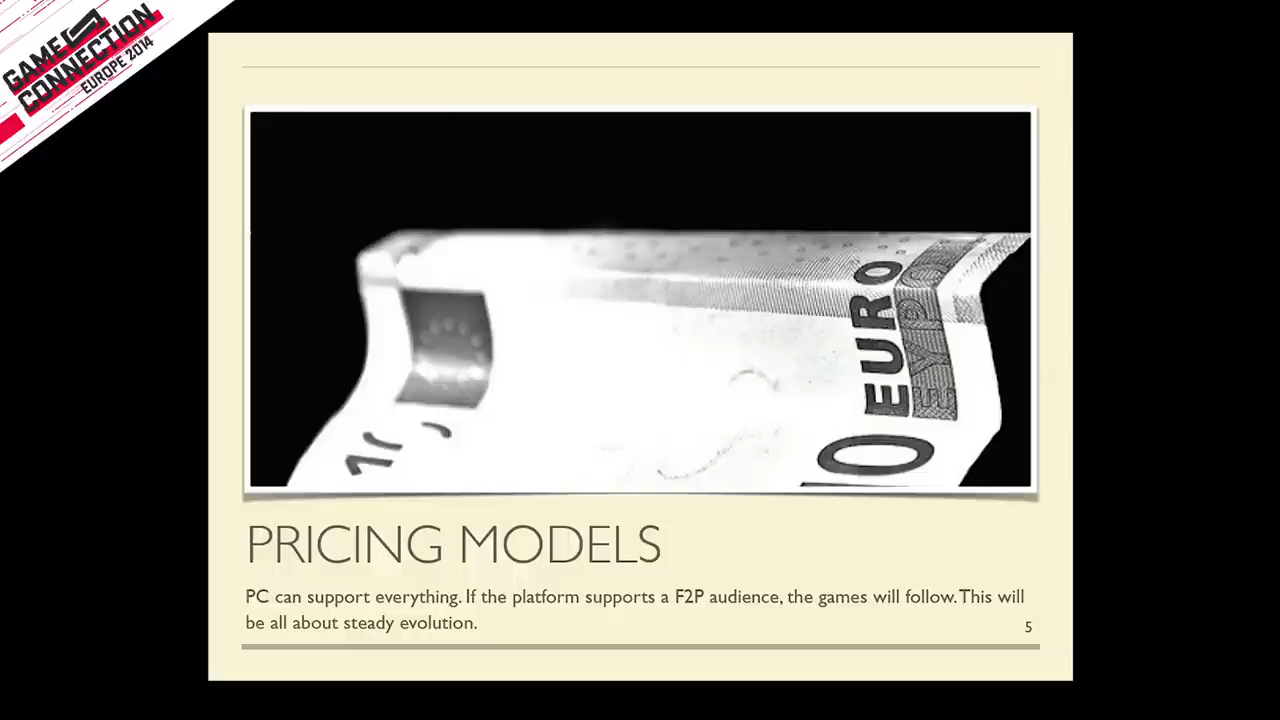 GAME
CONNECTION
EUROPE 2014
EURO
ΕΥΡΩ
10
PRICING MODELS
PC can support everything. If the platform supports a F2P audience, the games will follow. This will
be all about steady evolution.
5